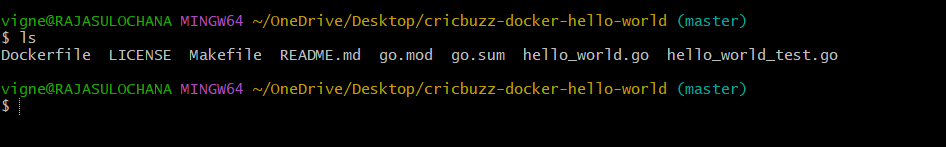 vigne@RAJASULOCHANA MINGW64 ~/OneDrive/Desktop/cricbuzz-docker-hello-world (master)
$ ls
Dockerfile  LICENSE  Makefile  README.md  go.mod  go.sum  hello_world.go  hello_world_test.go
vigne@RAJASULOCHANA MINGW64 ~/OneDrive/Desktop/cricbuzz-docker-hello-world (master)
$